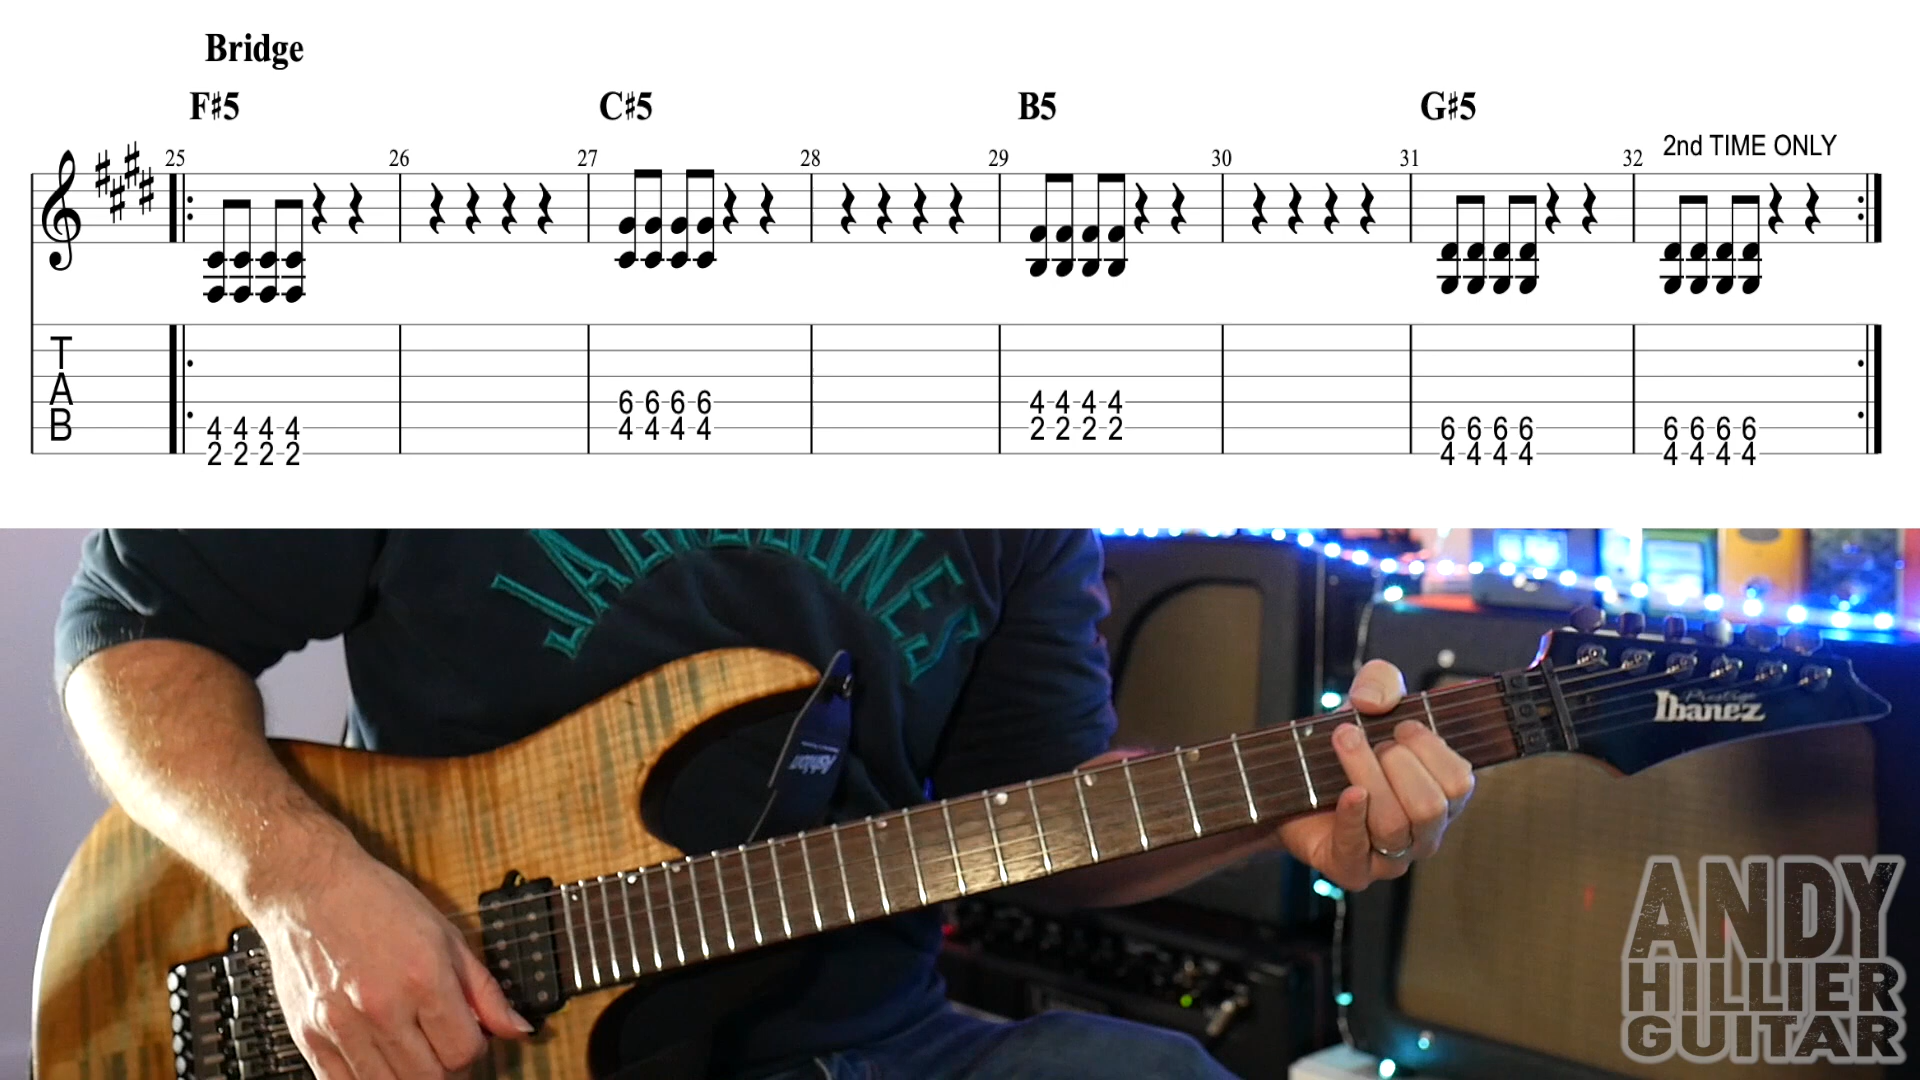 Bridge
F♯5 C♯5 B5 G♯5
25 26 27 28 29 30 31 32 2nd TIME ONLY
T
A 6 6 6 6 4 4 4 4
B 4 4 4 4 4 4 4 4 2 2 2 2 6 6 6 6 6 6 6 6
2 2 2 2 4 4 4 4 4 4 4 4
JACK JONES
Prestige
Ibanez
ANDY
HILLIER
GUITAR